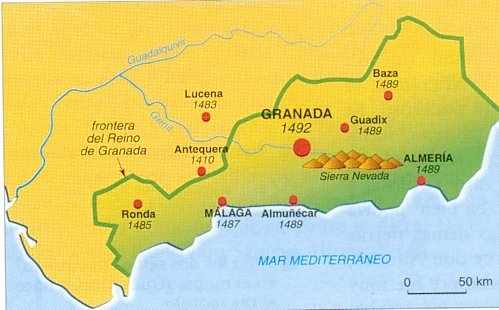 Guadalquivir
Baza
1489
Lucena
1483
Genil
GRANADA
1492
Guadix
1489
frontera
del Reino
de Granada
Antequera
1410
ALMERÍA
1489
Sierra Nevada
Ronda
1485
MÁLAGA
1487
Almuñécar
1489
MAR MEDITERRÁNEO
0 50 km